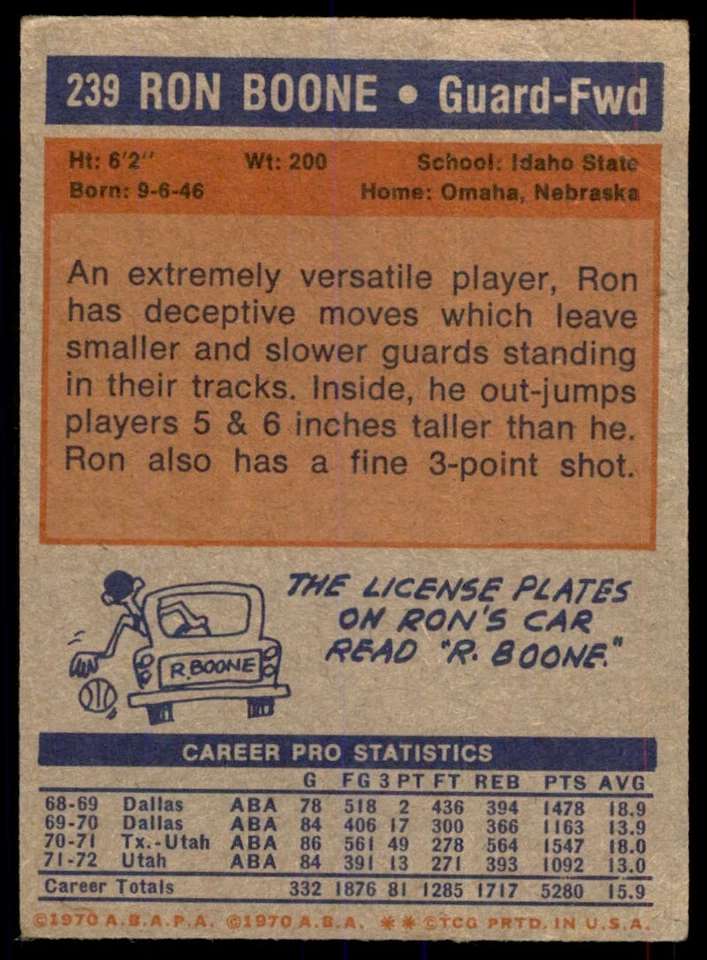 239 RON BOONE • Guard-Fwd
Ht: 6'2" Wt: 200 School: Idaho State
Born: 9-6-46 Home: Omaha, Nebraska
An extremely versatile player, Ron
has deceptive moves which leave
smaller and slower guards standing
in their tracks. Inside, he out-jumps
players 5 & 6 inches taller than he.
Ron also has a fine 3-point shot.
THE LICENSE PLATES
ON RON'S CAR
READ "R. BOONE."
R. BOONE
CAREER PRO STATISTICS
G FG 3 PT FT REB PTS AVG
68-69 Dallas ABA 78 518 2 436 394 1478 18.9
69-70 Dallas ABA 84 406 17 300 366 1163 13.9
70-71 Tx.-Utah ABA 86 561 49 278 564 1547 18.0
71-72 Utah ABA 84 391 13 271 393 1092 13.0
Career Totals 332 1876 81 1285 1717 5280 15.9
©1970 A.B.A.P.A. ©1970 A.B.A. ** ©TCG PRTD. IN U.S.A.